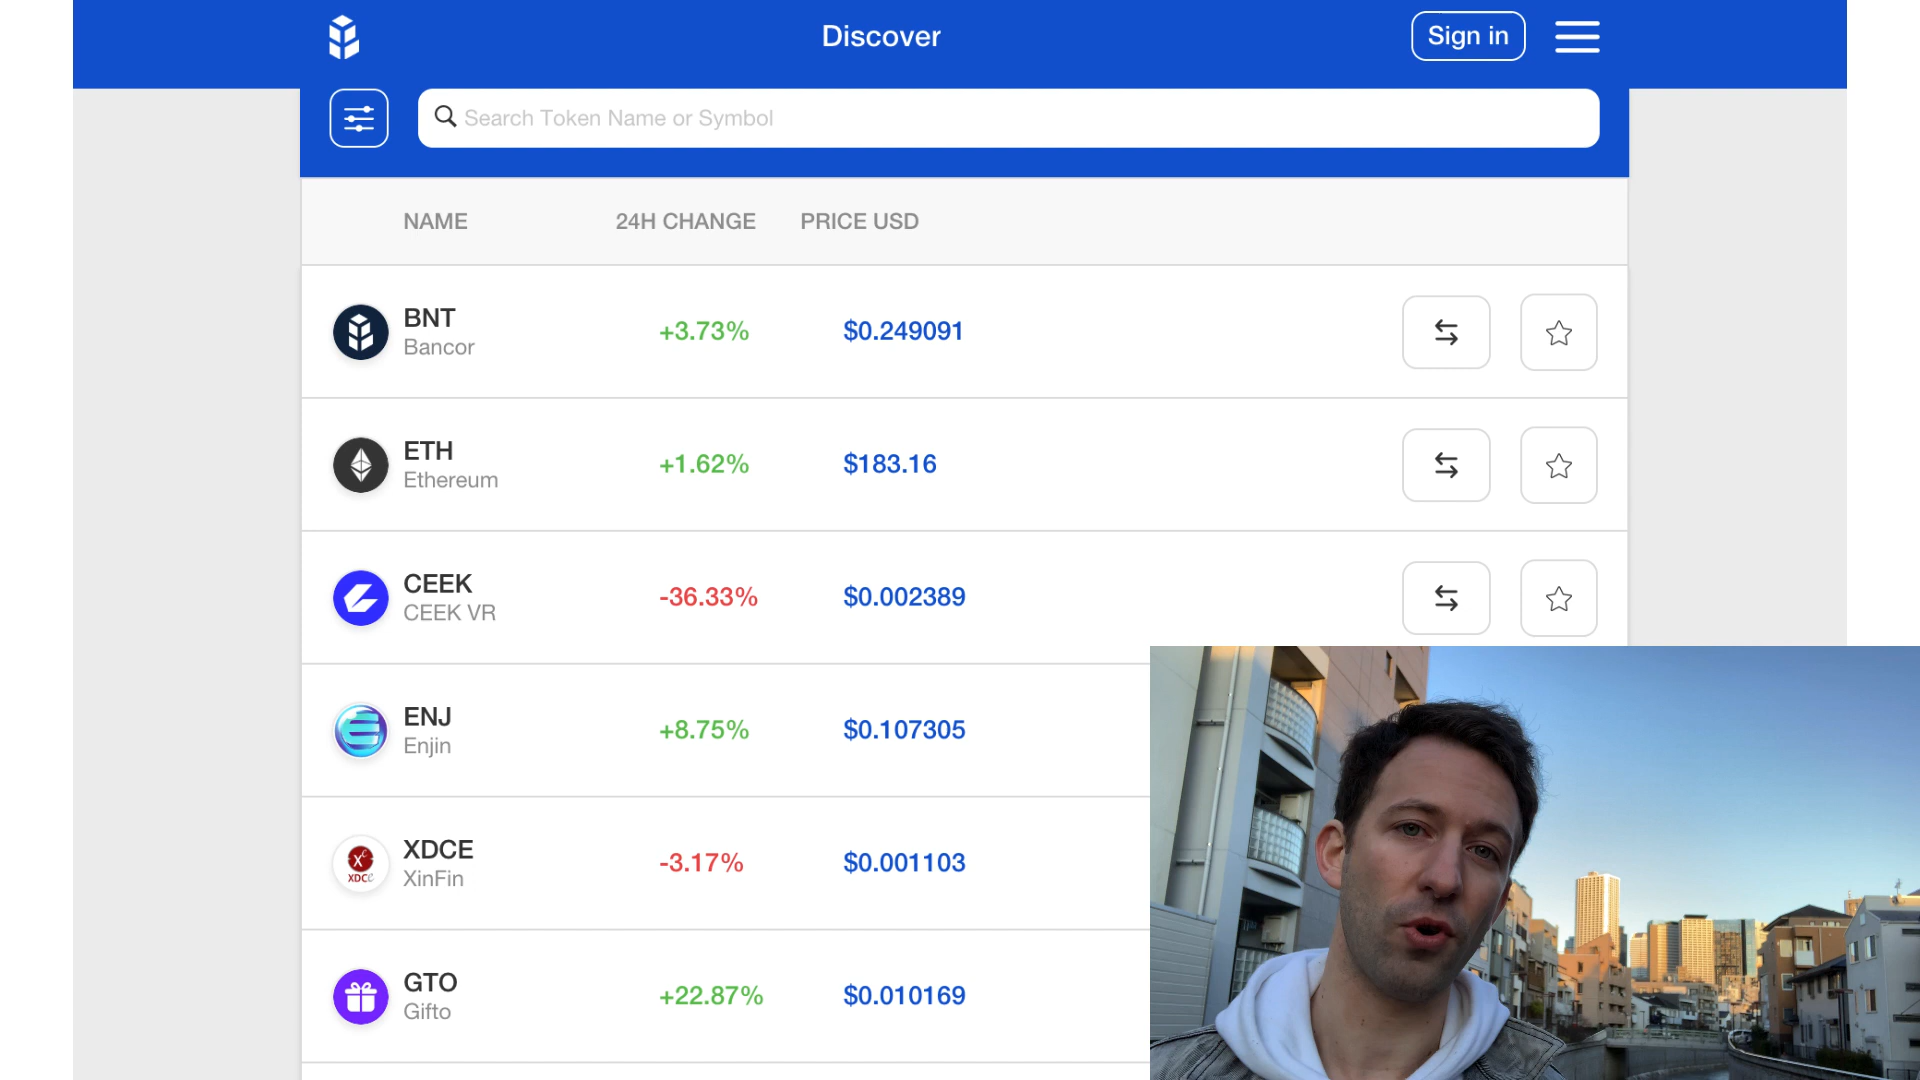 Discover
Sign in
Search Token Name or Symbol
NAME 24H CHANGE PRICE USD
BNT
Bancor
+3.73% $0.249091
ETH
Ethereum
+1.62% $183.16
CEEK
CEEK VR
-36.33% $0.002389
ENJ
Enjin
+8.75% $0.107305
XDCE
XinFin
-3.17% $0.001103
XDCE
GTO
Gifto
+22.87% $0.010169